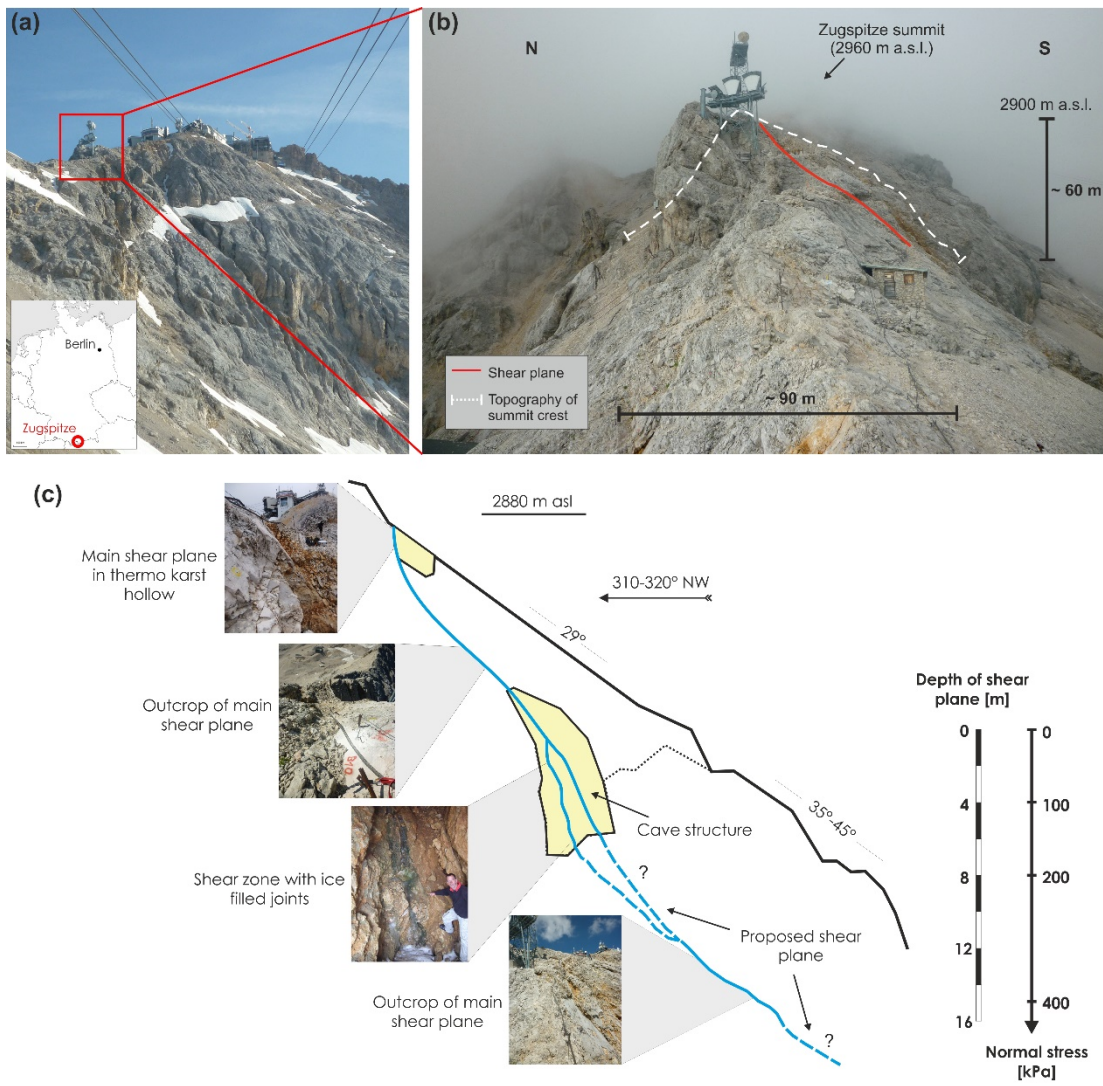 (a)
Berlin
Zugspitze
(b)
N
Zugspitze summit
(2960 m a.s.l.)
S
2900 m a.s.l.
~ 60 m
Shear plane
Topography of
summit crest
~ 90 m
(c)
2880 m asl
Main shear plane
in thermo karst
hollow
310-320° NW
29°
Outcrop of main
shear plane
Depth of shear
plane [m]
0
4
8
12
16
0
100
200
400
Normal stress
[kPa]
35°-45°
Cave structure
Shear zone with ice
filled joints
?
Proposed shear
plane
Outcrop of main
shear plane
?